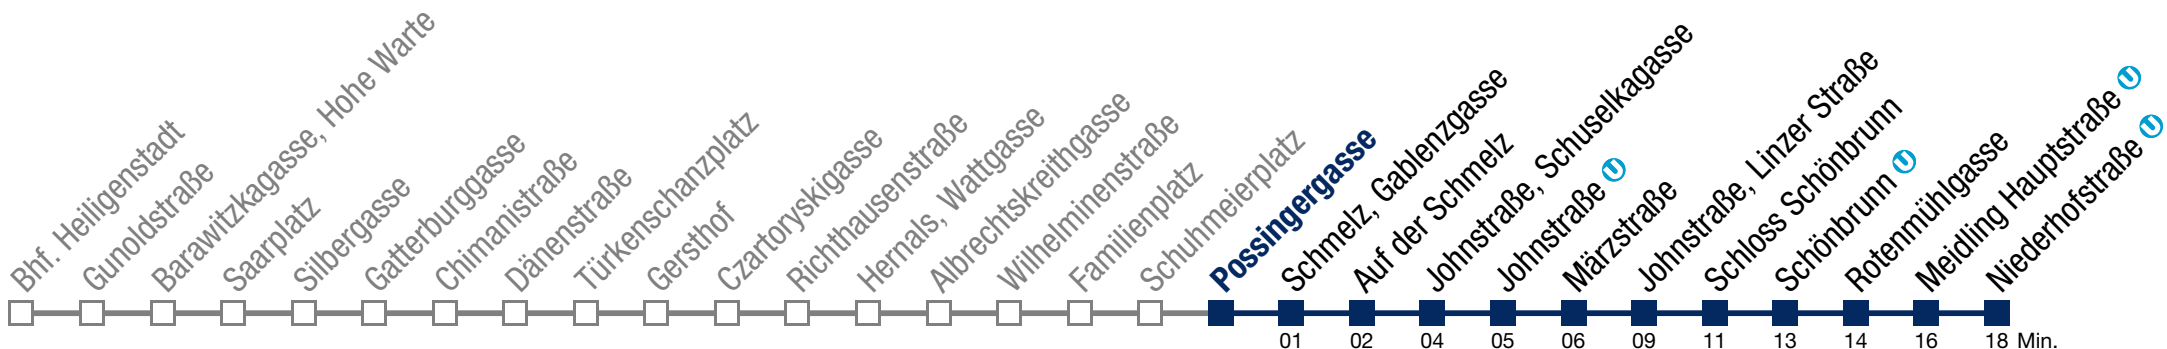 Bhf. Heiligenstadt
Gunoldstraße
Barawitzkagasse, Hohe Warte
Saarplatz
Silbergasse
Gatterburggasse
Chimanistraße
Dänenstraße
Türkenschanzplatz
Gersthof
Czartoryskigasse
Richthausenstraße
Hernals, Wattgasse
Albrechtskreithgasse
Wilhelminenstraße
Familienplatz
Schuhmeierplatz
Possingergasse
Schmelz, Gablenzgasse
Auf der Schmelz
Johnstraße, Schuselkagasse
Johnstraße U
Märzstraße
Johnstraße, Linzer Straße
Schloss Schönbrunn
Schönbrunn U
Rotenmühlgasse
Meidling Hauptstraße U
Niederhofstraße U
01 02 04 05 06 09 11 13 14 16 18 Min.